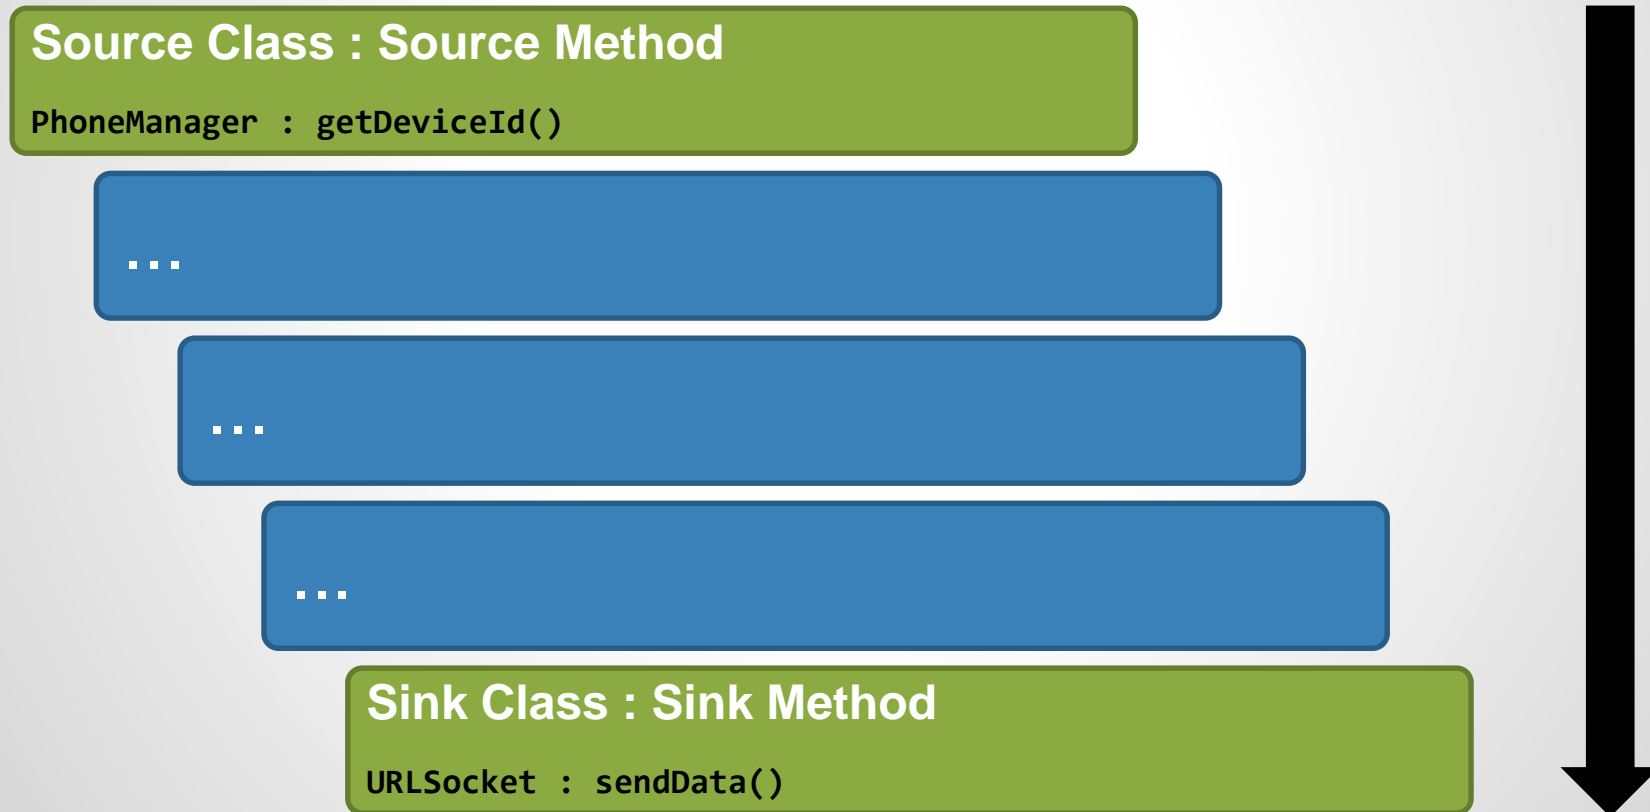 Source Class : Source Method
PhoneManager : getDeviceId()
...
...
...
Sink Class : Sink Method
URLSocket : sendData()